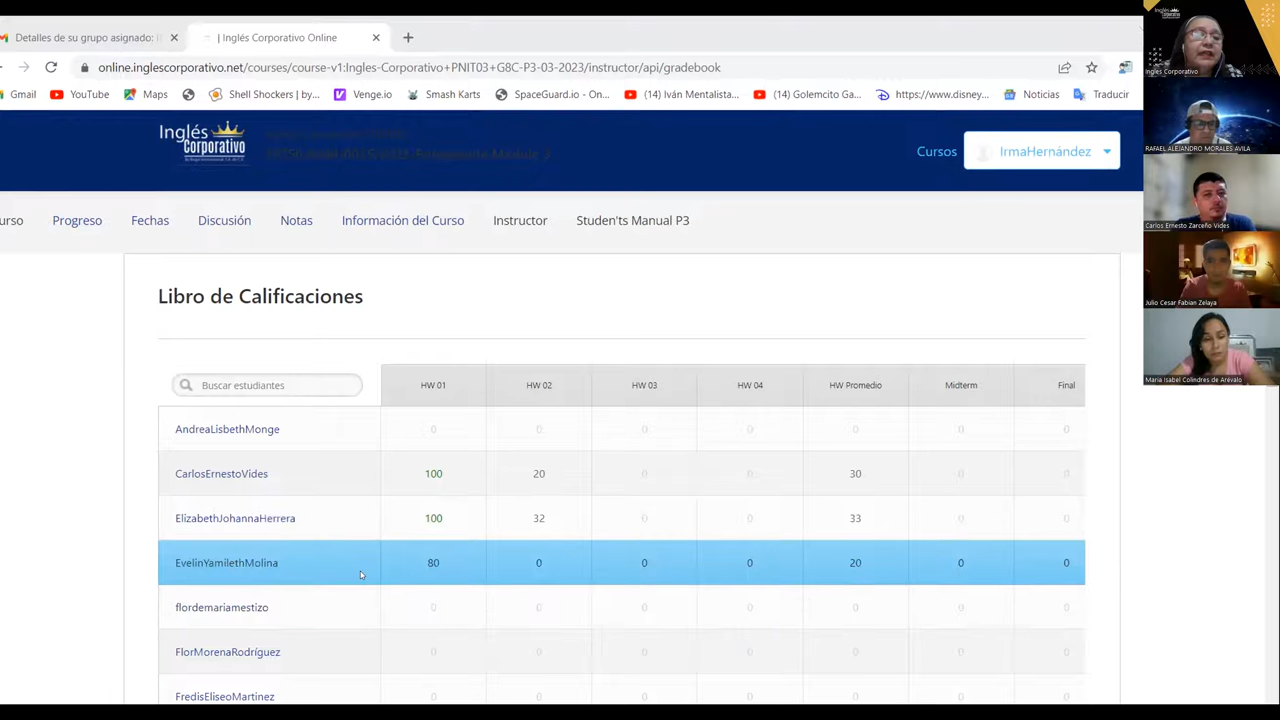 Detalles de su grupo asignado: I
| Inglés Corporativo Online
online.inglescorporativo.net/courses/course-v1:Ingles-Corporativo+PNIT03+GSC-P3-03-2023/instructor/api/gradebook
Gmail YouTube Maps Shell Shockers | by... Venge.io Smash Karts SpaceGuard.io - On... (14) Iván Mentalista... (14) Golemcito Ga... https://www.disney... Noticias Traducir
Inglés
Corporativo
Cursos IrmaHernández
urso Progreso Fechas Discusión Notas Información del Curso Instructor Studen'ts Manual P3
Libro de Calificaciones
Buscar estudiantes HW 01 HW 02 HW 03 HW 04 HW Promedio Midterm Final
AndreaLisbethMonge 0 0 0 0 0 0 0
CarlosErnestoVides 100 20 0 0 30 0 0
ElizabethJohannaHerrera 100 32 0 0 33 0 0
EvelinYamilethMolina 80 0 0 0 20 0 0
flordemariamestizo 0 0 0 0 0 0 0
FlorMorenaRodríguez 0 0 0 0 0 0 0
FredisEliseoMartinez 0 0 0 0 0 0 0
Inglés
Corporativo
Ingles Corporativo
RAFAEL ALEJANDRO MORALES AVILA
Carlos Ernesto Zarceño Vides
Julio Cesar Fabian Zelaya
Maria Isabel Colindres de Arévalo